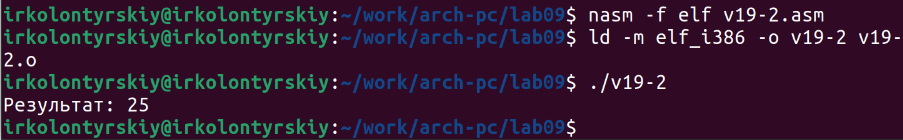 irkolontyrskiy@irkolontyrskiy:~/work/arch-pc/lab09$ nasm -f elf v19-2.asm
irkolontyrskiy@irkolontyrskiy:~/work/arch-pc/lab09$ ld -m elf_i386 -o v19-2 v19-
2.o
irkolontyrskiy@irkolontyrskiy:~/work/arch-pc/lab09$ ./v19-2
Результат: 25
irkolontyrskiy@irkolontyrskiy:~/work/arch-pc/lab09$